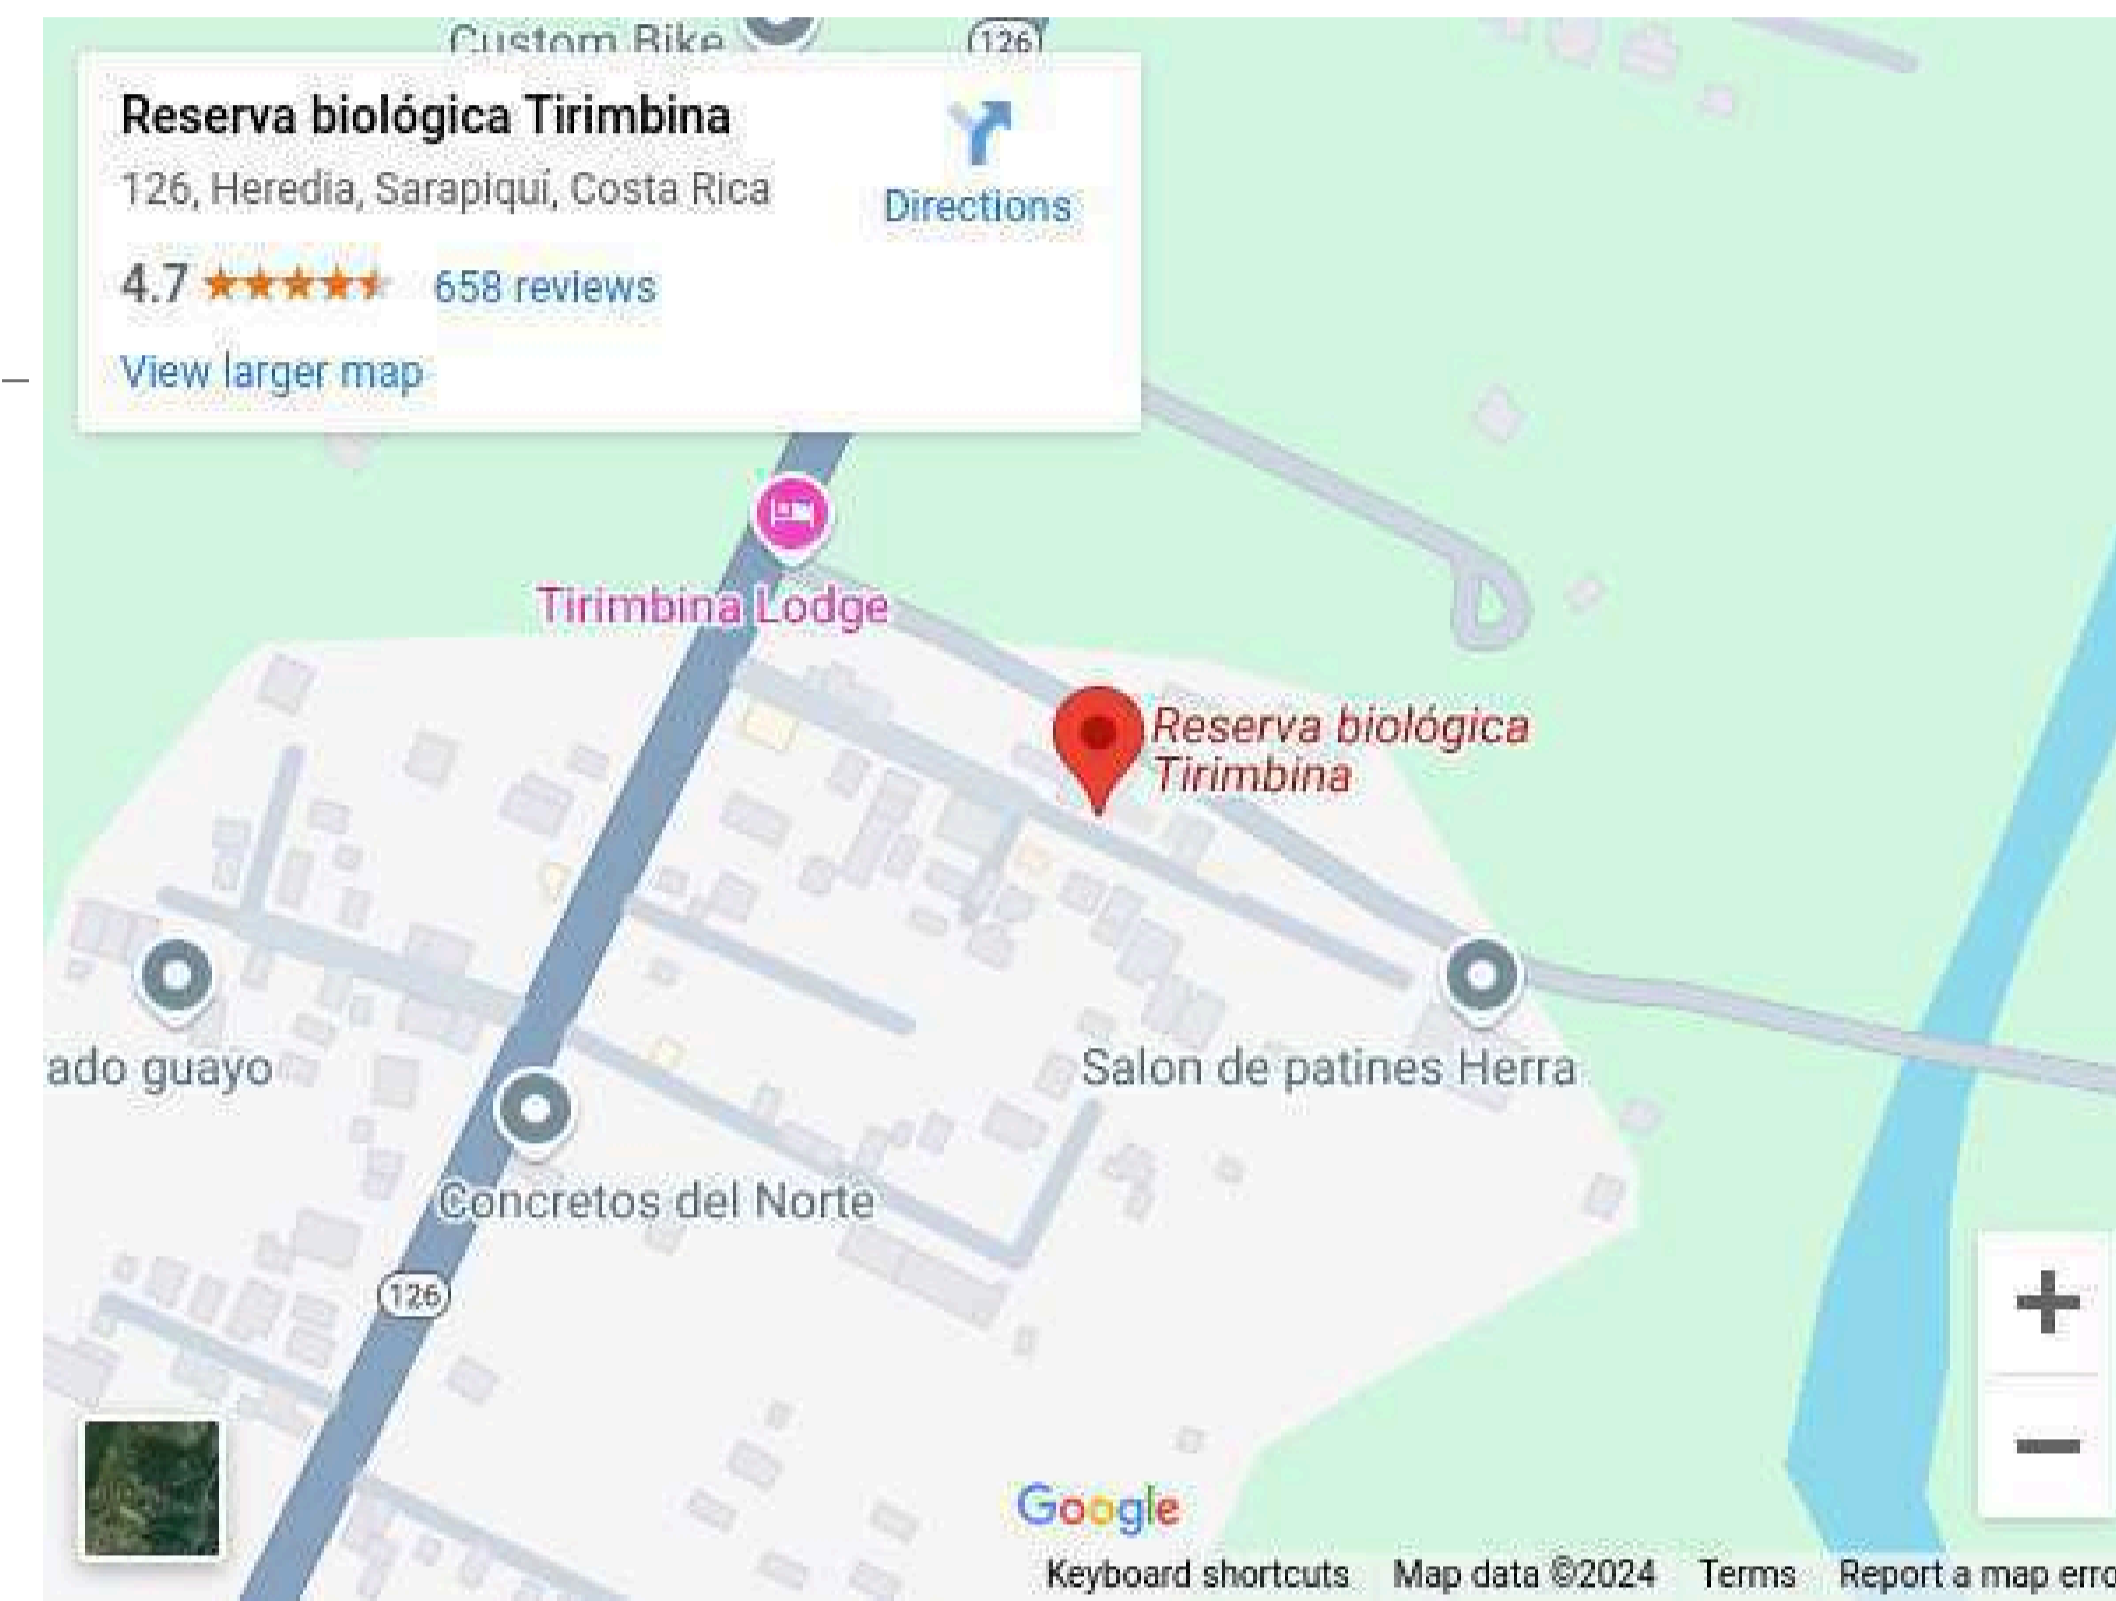 Custom Bike
126
Reserva biológica Tirimbina
126, Heredia, Sarapiquí, Costa Rica
Directions
4.7
658 reviews
View larger map
Tirimbina Lodge
Reserva biológica
Tirimbina
ado guayo
Salon de patines Herra
Concretos del Norte
126
Google
Keyboard shortcuts
Map data ©2024
Terms
Report a map erro